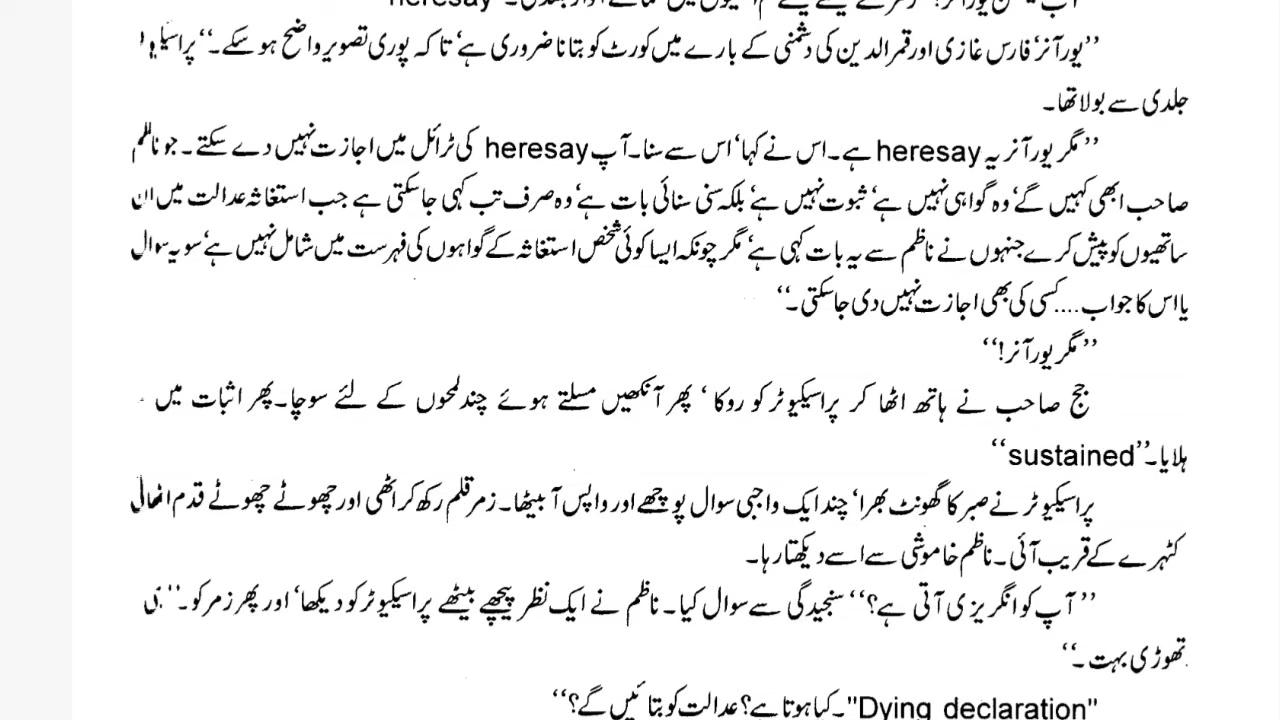 heresay
’’یور آنر‘ فارس غازی اور قمرالدین کی دشمنی کے بارے میں کورٹ کو بتانا ضروری ہے‘ تاکہ پوری تصویر واضح ہو سکے۔‘‘
جلدی سے بولا تھا۔
’’مگر یور آنر یہ heresay ہے۔ اس نے کہا‘ اس سے سنا۔ آپ heresay کی ٹرائل میں اجازت نہیں دے سکتے۔ جو ناظم
صاحب ابھی کہیں گے‘ وہ گواہی نہیں ہے‘ ثبوت نہیں ہے‘ بلکہ سنی سنائی بات ہے‘ وہ صرف تب کہی جاسکتی ہے جب استغاثہ عدالت میں ان
ساتھیوں کو پیش کرے جنہوں نے ناظم سے یہ بات کہی ہے‘ مگر چونکہ ایسا کوئی شخص استغاثہ کے گواہوں کی فہرست میں شامل نہیں ہے‘ سو یہ سوال
یا اس کا جواب.... کسی کی بھی اجازت نہیں دی جاسکتی۔‘‘
’’مگر یور آنر!‘‘
جج صاحب نے ہاتھ اٹھا کر پراسیکیوٹر کو روکا‘ پھر آنکھیں مسلتے ہوئے چند لمحوں کے لئے سوچا۔ پھر اثبات میں
ہلایا۔’’sustained‘‘
پراسیکیوٹر نے صبر کا گھونٹ بھرا‘ چند ایک واجبی سوال پوچھے اور واپس آ بیٹھا۔ زمر قلم رکھ کر اٹھی اور چھوٹے چھوٹے قدم اٹھاتی
کٹہرے کے قریب آئی۔ ناظم خاموشی سے اسے دیکھتا رہا۔
’’آپ کو انگریزی آتی ہے؟‘‘ سنجیدگی سے سوال کیا۔ ناظم نے ایک نظر پیچھے بیٹھے پراسیکیوٹر کو دیکھا‘ اور پھر زمر کو۔’’جی
تھوڑی بہت۔‘‘
"Dying declaration"۔ کیا ہوتا ہے؟ عدالت کو بتائیں گے؟‘‘